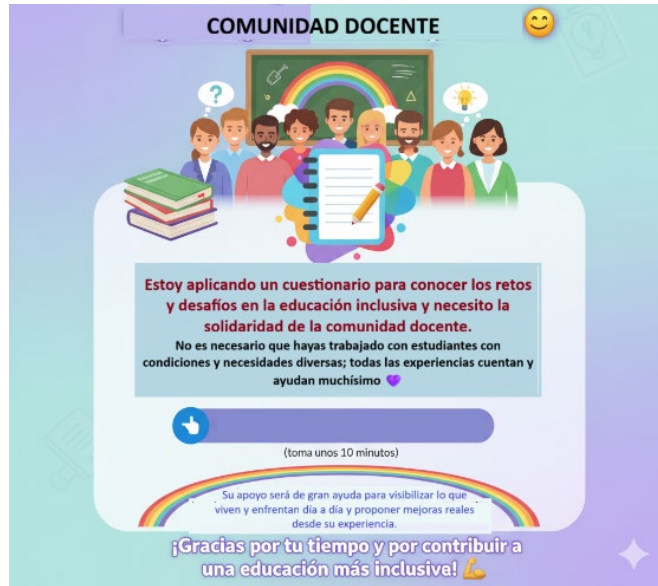 COMUNIDAD DOCENTE 😊
?
Estoy aplicando un cuestionario para conocer los retos
y desafíos en la educación inclusiva y necesito la
solidaridad de la comunidad docente.
No es necesario que hayas trabajado con estudiantes con
condiciones y necesidades diversas; todas las experiencias cuentan y
ayudan muchísimo 💜
(toma unos 10 minutos)
Su apoyo será de gran ayuda para visibilizar lo que
viven y enfrentan día a día y proponer mejoras reales
desde su experiencia.
¡Gracias por tu tiempo y por contribuir a
una educación más inclusiva! 💪